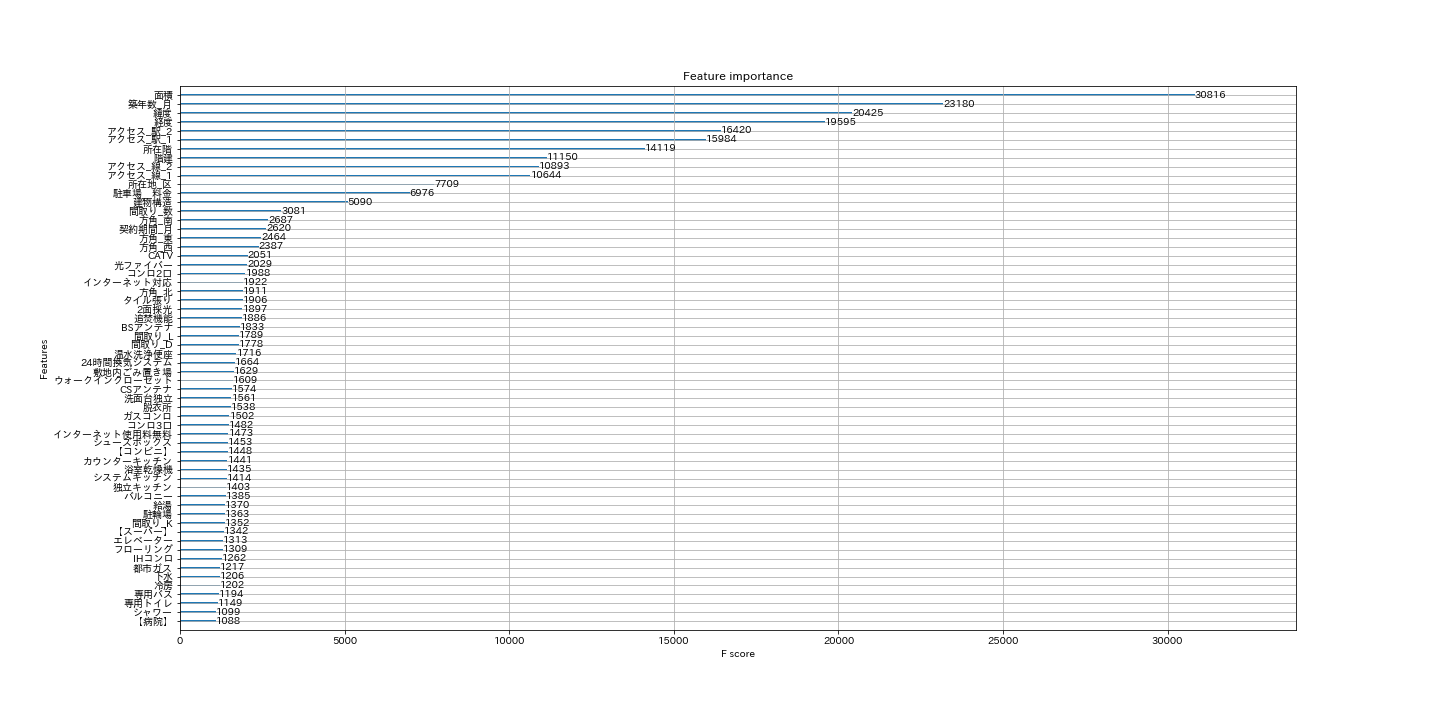 Feature importance
面積 30816
築年数_月 23180
緯度 20425
経度 19595
アクセス_駅_2 16420
アクセス_駅_1 15984
所在階 14119
階建 11150
アクセス_線_2 10893
アクセス_線_1 10644
所在地_区 7709
駐車場__料金 6976
建物構造 5090
間取り_数 3081
方角_南 2687
契約期間_月 2620
方角_東 2464
方角_西 2387
CATV 2051
光ファイバー 2029
コンロ2口 1988
インターネット対応 1922
方角_北 1911
タイル張り 1906
2面採光 1897
追焚機能 1886
BSアンテナ 1833
間取り_L 1789
間取り_D 1778
温水洗浄便座 1716
24時間換気システム 1664
敷地内ごみ置き場 1629
ウォークインクローゼット 1609
CSアンテナ 1574
洗面台独立 1561
脱衣所 1538
ガスコンロ 1502
コンロ3口 1482
インターネット使用料無料 1473
シューズボックス 1453
【コンビニ】 1448
カウンターキッチン 1441
浴室乾燥機 1435
システムキッチン 1414
独立キッチン 1403
バルコニー 1385
給湯 1370
駐輪場 1363
間取り_K 1352
【スーパー】 1342
エレベーター 1313
フローリング 1309
IHコンロ 1262
都市ガス 1217
下水 1206
冷房 1202
専用バス 1194
専用トイレ 1149
シャワー 1099
【病院】 1088
Features
0 5000 10000 15000 20000 25000 30000
F score